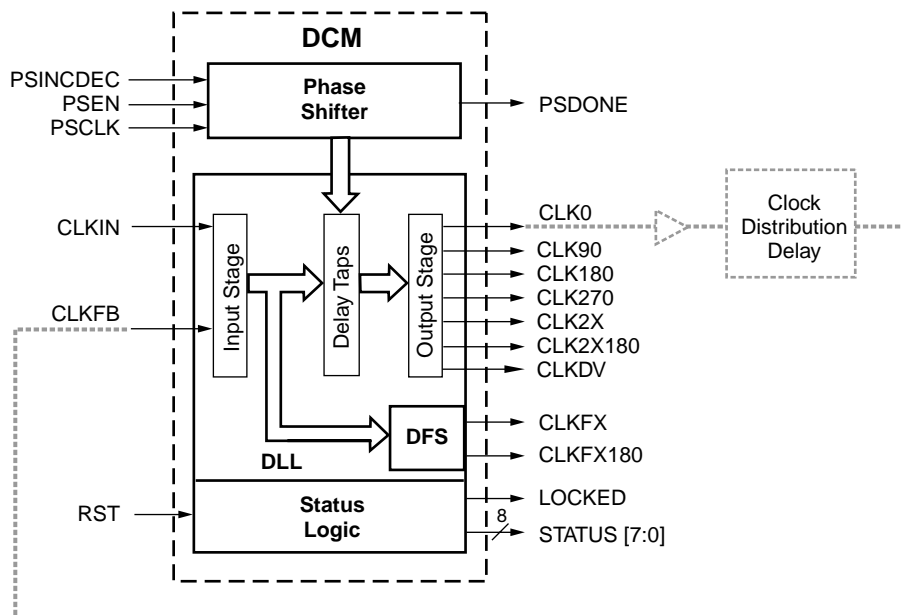 DCM
PSINCDEC
PSEN
PSCLK
Phase
Shifter
PSDONE
CLKIN
CLKFB
Input Stage
Delay Taps
Output Stage
CLK0
CLK90
CLK180
CLK270
CLK2X
CLK2X180
CLKDV
Clock
Distribution
Delay
DFS
CLKFX
CLKFX180
DLL
RST
Status
Logic
LOCKED
8
STATUS [7:0]